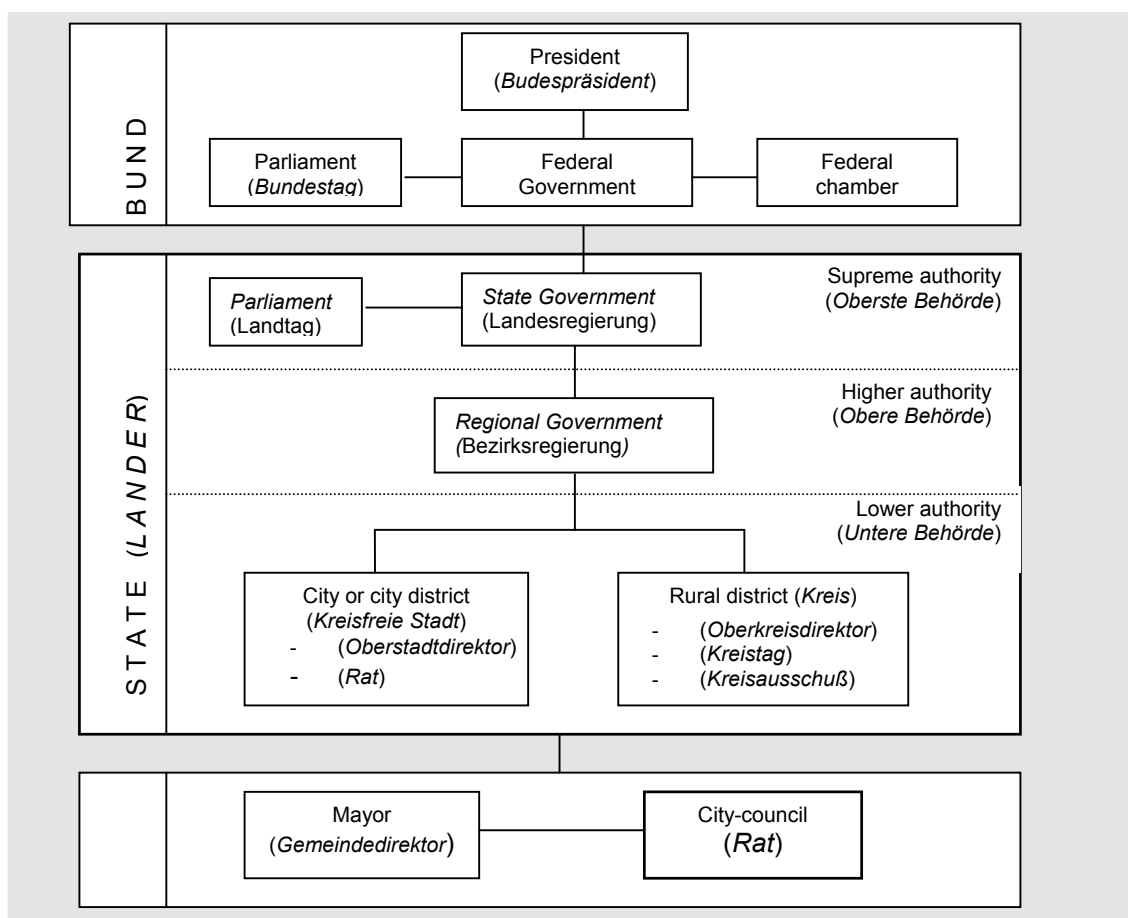 BUND
President
(Budespräsident)
Parliament
(Bundestag)
Federal
Government
Federal
chamber
STATE (LANDER)
Parliament
(Landtag)
State Government
(Landesregierung)
Supreme authority
(Oberste Behörde)
Regional Government
(Bezirksregierung)
Higher authority
(Obere Behörde)
Lower authority
(Untere Behörde)
City or city district
(Kreisfreie Stadt)
- (Oberstadtdirektor)
- (Rat)
Rural district (Kreis)
- (Oberkreisdirektor)
- (Kreistag)
- (Kreisausschuß)
Mayor
(Gemeindedirektor)
City-council
(Rat)